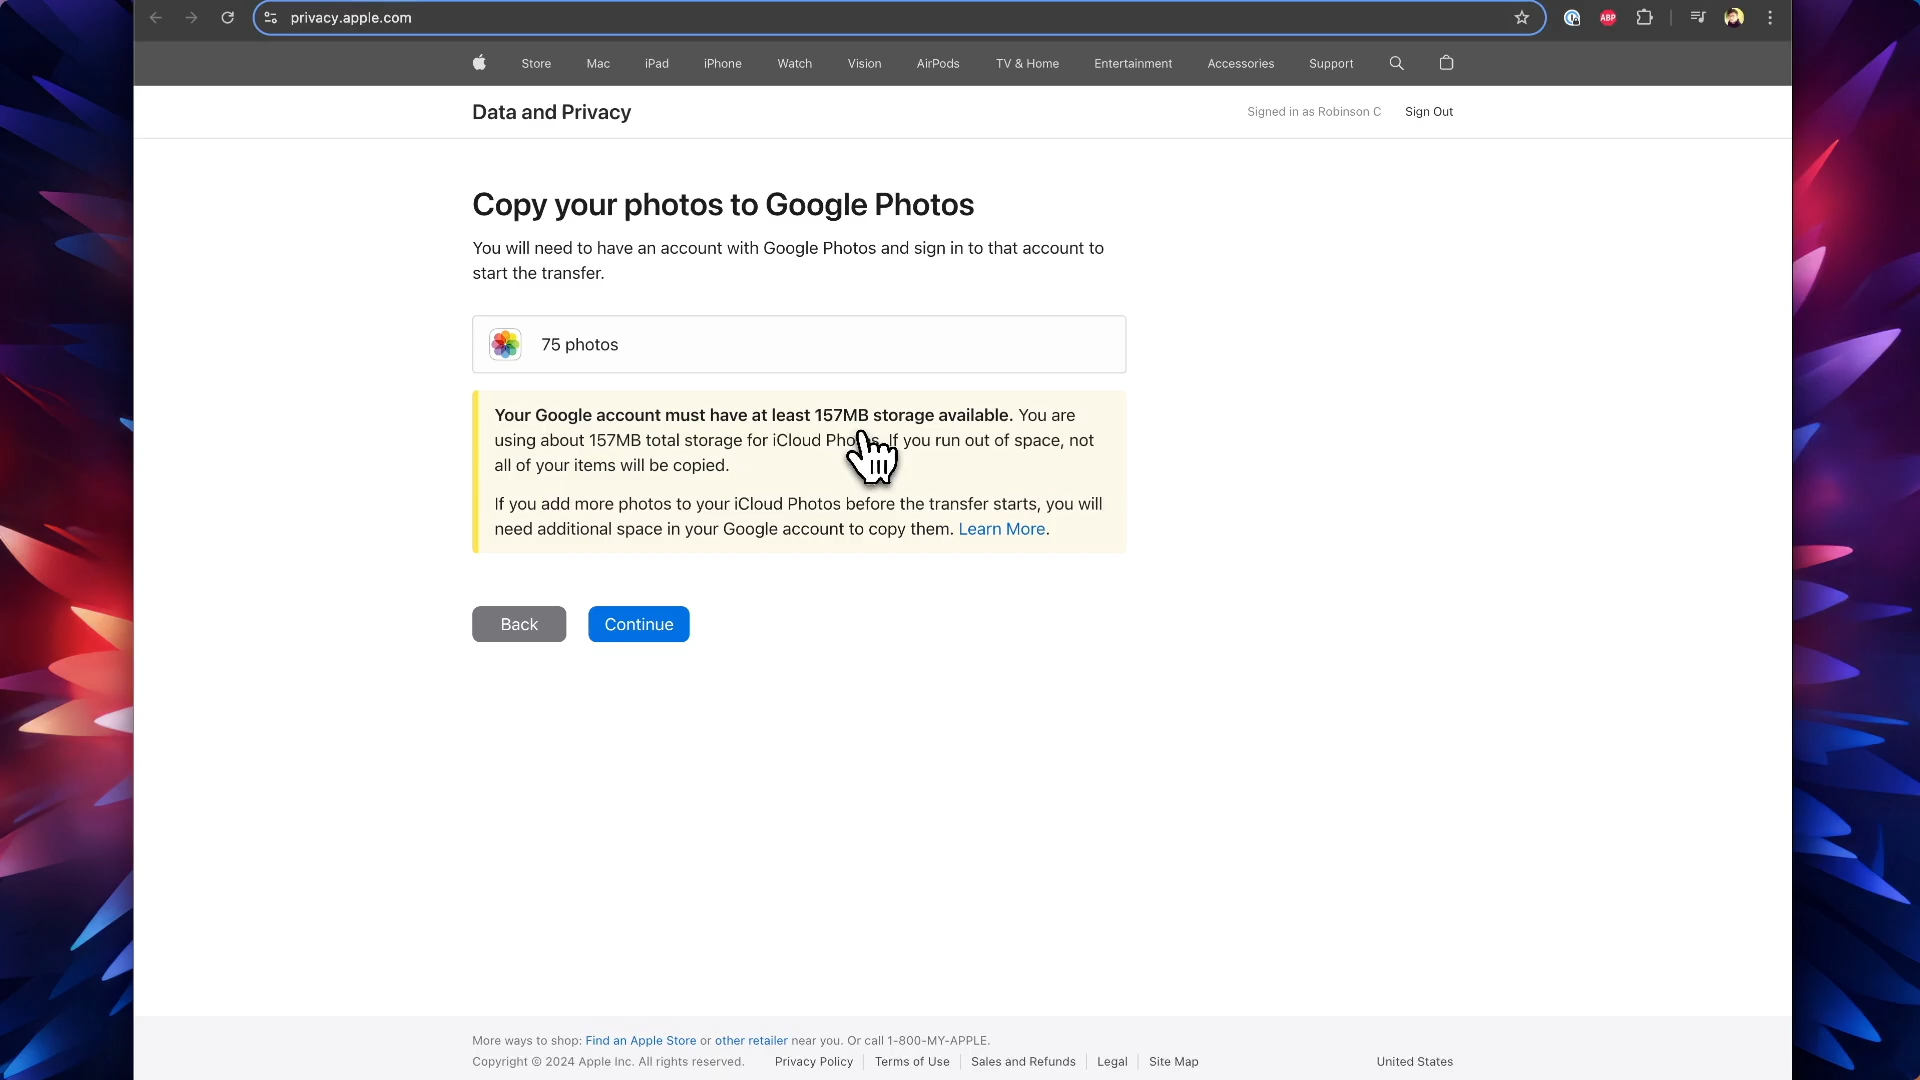 privacy.apple.com
ABP
Store Mac iPad iPhone Watch Vision AirPods TV & Home Entertainment Accessories Support
Data and Privacy
Signed in as Robinson C Sign Out
Copy your photos to Google Photos
You will need to have an account with Google Photos and sign in to that account to
start the transfer.
75 photos
Your Google account must have at least 157MB storage available. You are
using about 157MB total storage for iCloud Photos. If you run out of space, not
all of your items will be copied.
If you add more photos to your iCloud Photos before the transfer starts, you will
need additional space in your Google account to copy them. Learn More.
Back Continue
More ways to shop: Find an Apple Store or other retailer near you. Or call 1-800-MY-APPLE.
Copyright © 2024 Apple Inc. All rights reserved. Privacy Policy Terms of Use Sales and Refunds Legal Site Map United States